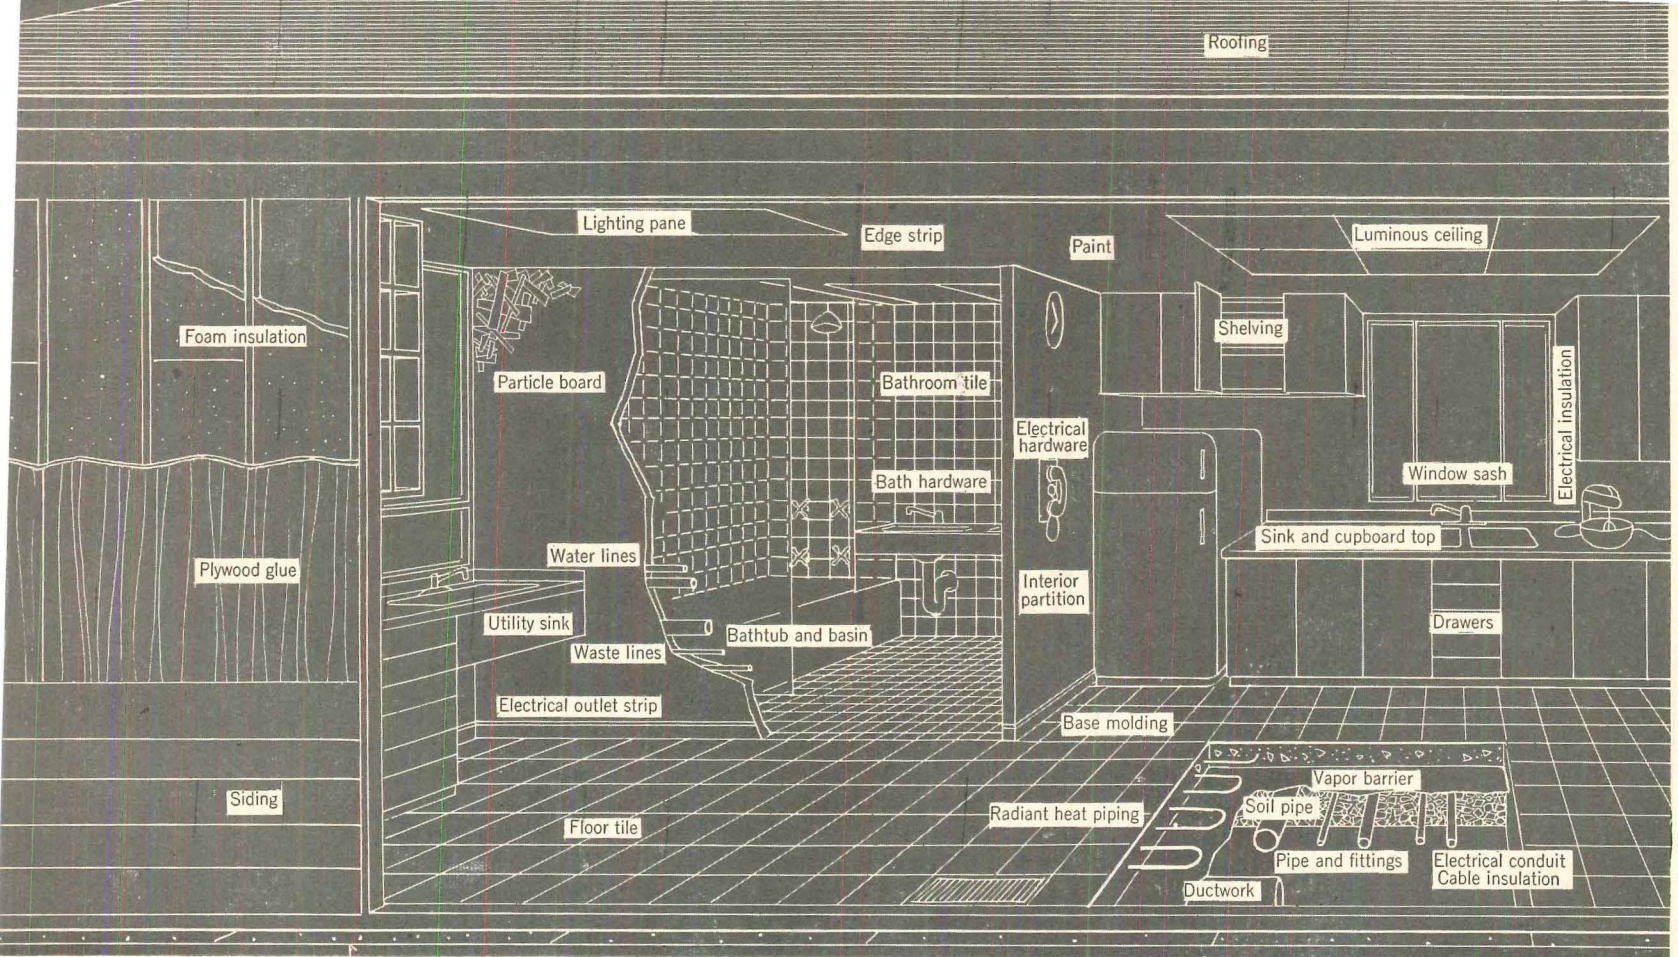 Roofing
Lighting pane
Edge strip
Paint
Luminous ceiling
Foam insulation
Shelving
Particle board
Bathroom tile
Electrical insulation
Electrical
hardware
Bath hardware
Window sash
Sink and cupboard top
Water lines
Plywood glue
Interior
partition
Utility sink
Bathtub and basin
Drawers
Waste lines
Electrical outlet strip
Base molding
Vapor barrier
Siding
Soil pipe
Radiant heat piping
Floor tile
Pipe and fittings
Electrical conduit
Cable insulation
Ductwork